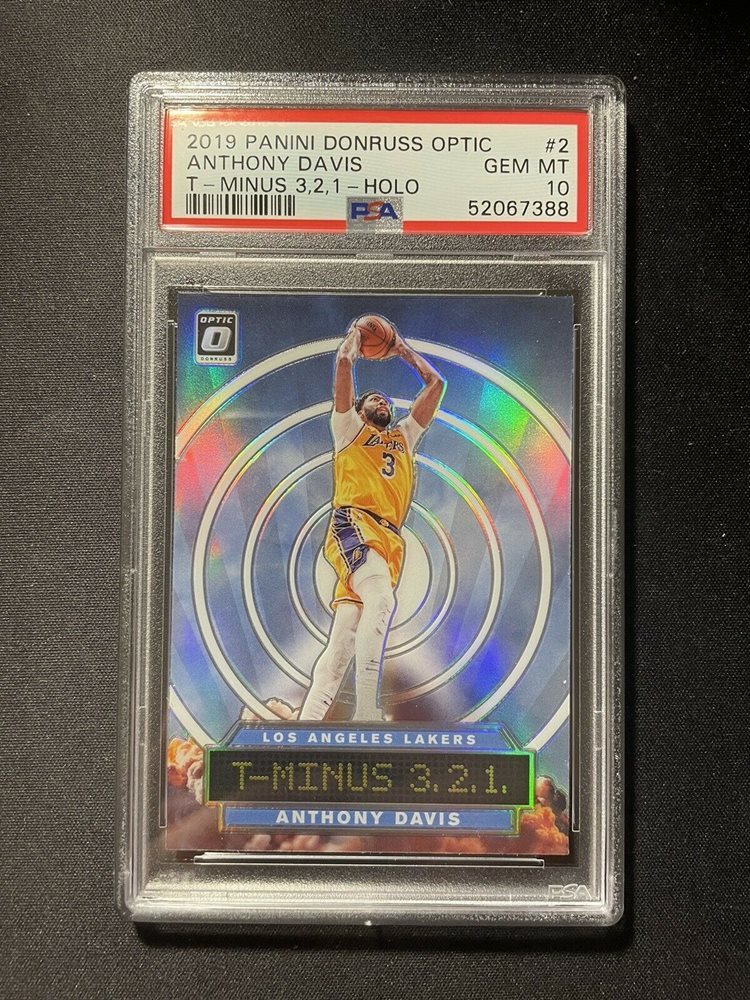 2019 PANINI DONRUSS OPTIC #2
ANTHONY DAVIS GEM MT
T - MINUS 3,2,1 - HOLO 10
PSA 52067388
OPTIC
DONRUSS
LAKERS
3
LOS ANGELES LAKERS
T-MINUS 3.2.1.
ANTHONY DAVIS
PSA